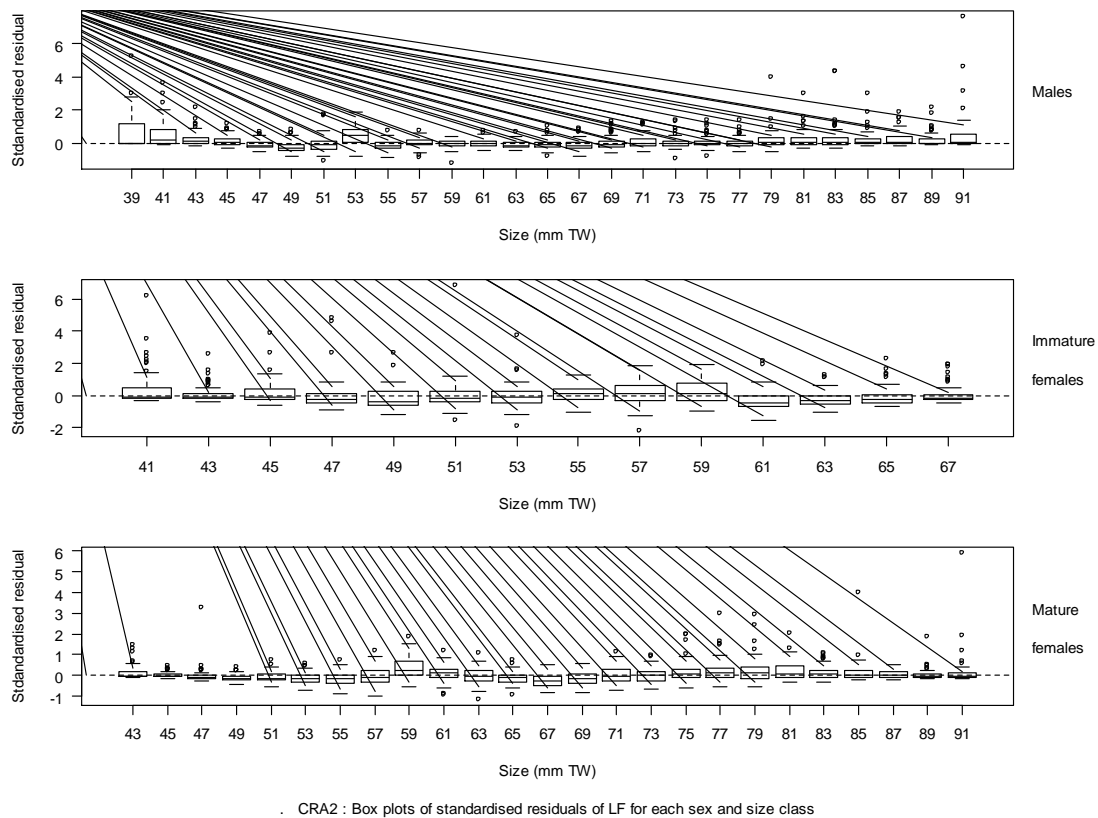 Stdandardised residual
6
4
2
0
39 41 43 45 47 49 51 53 55 57 59 61 63 65 67 69 71 73 75 77 79 81 83 85 87 89 91
Size (mm TW)
Males
Stdandardised residual
6
4
2
0
-2
41 43 45 47 49 51 53 55 57 59 61 63 65 67
Size (mm TW)
Immature
females
Stdandardised residual
6
5
4
3
2
1
0
-1
43 45 47 49 51 53 55 57 59 61 63 65 67 69 71 73 75 77 79 81 83 85 87 89 91
Size (mm TW)
Mature
females
. CRA2 : Box plots of standardised residuals of LF for each sex and size class